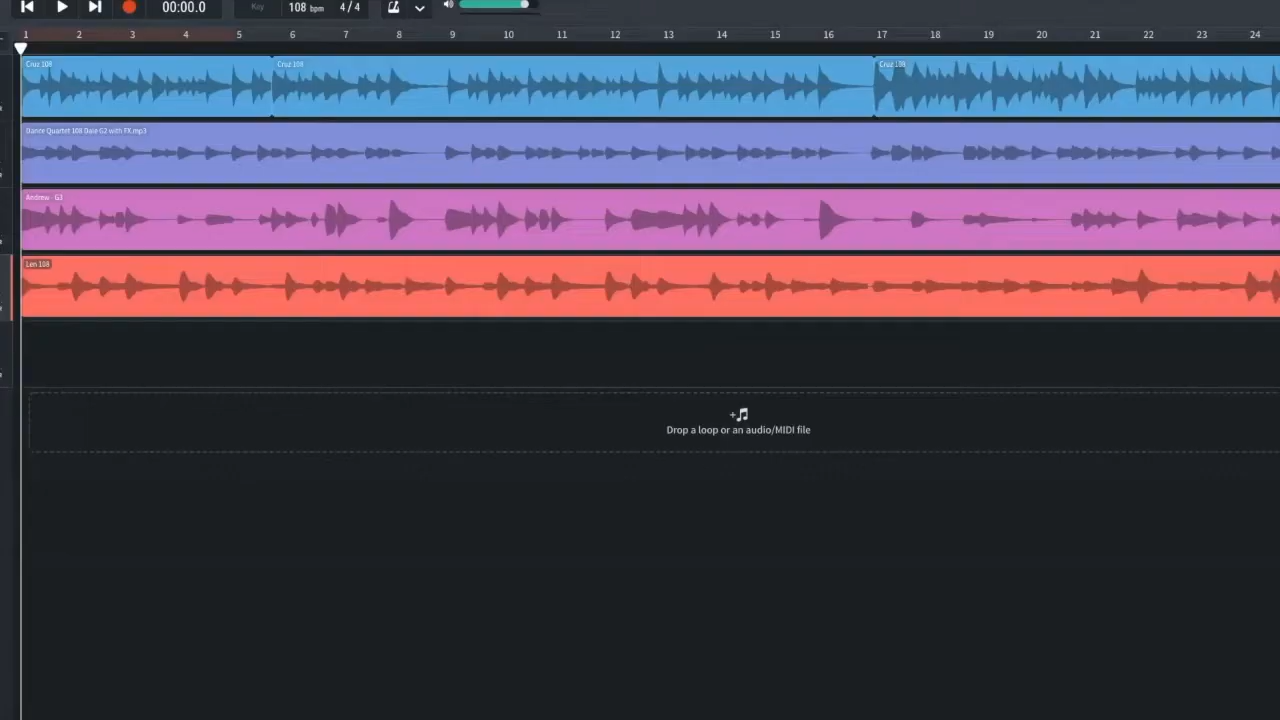 00:00.0 Key 108 bpm 4/4
1 2 3 4 5 6 7 8 9 10 11 12 13 14 15 16 17 18 19 20 21 22 23 24
Cruz 108 Cruz 108 Cruz 108
Dance Quartet 108 Dale G2 with FX.mp3
Andrew - G3
Len 108
Drop a loop or an audio/MIDI file